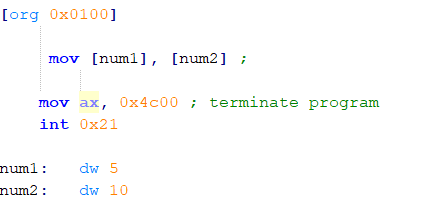 [org 0x0100]
mov [num1], [num2] ;
mov ax, 0x4c00 ; terminate program
int 0x21
num1: dw 5
num2: dw 10